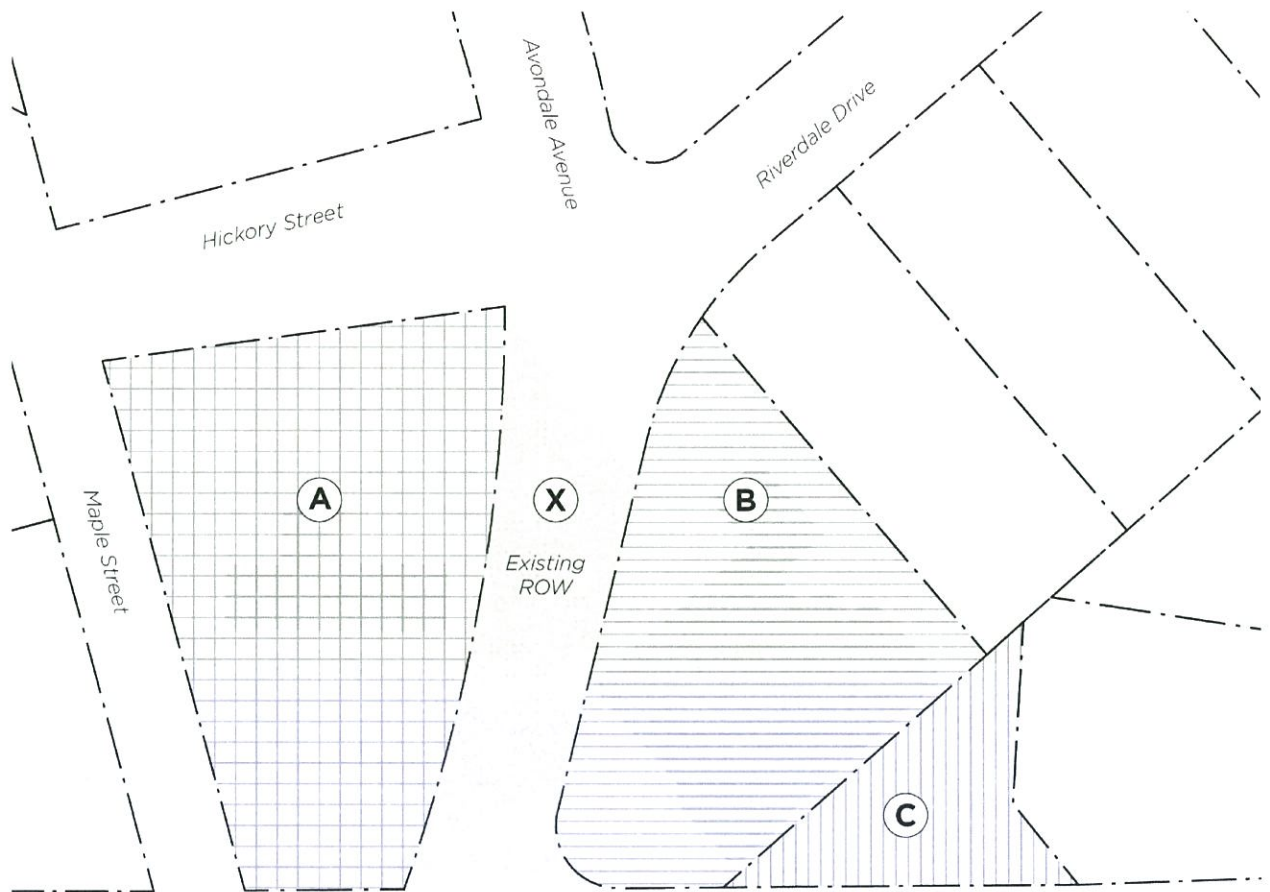 Avondale Avenue
Riverdale Drive
Hickory Street
A
X
B
Existing
ROW
Maple Street
C